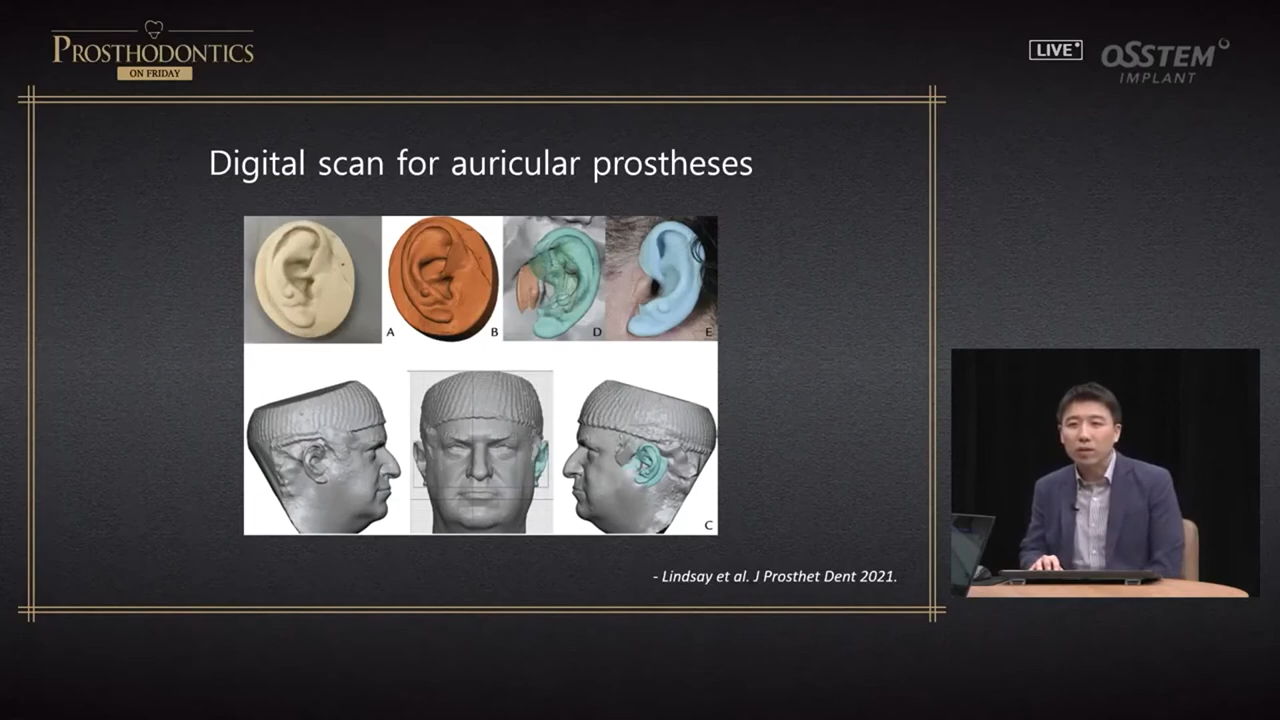 PROSTHODONTICS
ON FRIDAY
LIVE
OSSTEM
IMPLANT
Digital scan for auricular prostheses
A
B
D
E
C
- Lindsay et al. J Prosthet Dent 2021.